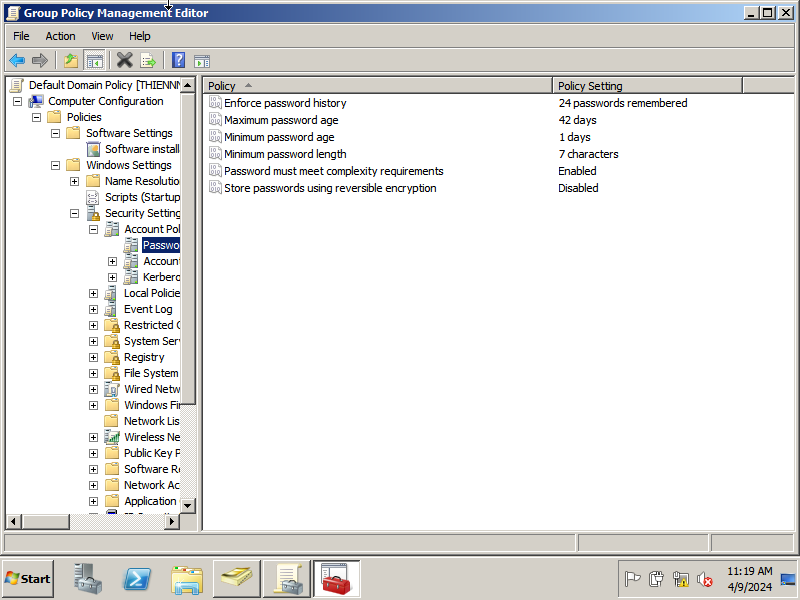 Group Policy Management Editor
File Action View Help
Default Domain Policy [THIENN
Computer Configuration
Policies
Software Settings
Software install
Windows Settings
Name Resolutio
Scripts (Startup
Security Setting
Account Pol
Passwo
Account
Kerbero
Local Policie
Event Log
Restricted G
System Serv
Registry
File System
Wired Netw
Windows Fir
Network Lis
Wireless Ne
Public Key P
Software Re
Network Ac
Application
Policy Policy Setting
Enforce password history 24 passwords remembered
Maximum password age 42 days
Minimum password age 1 days
Minimum password length 7 characters
Password must meet complexity requirements Enabled
Store passwords using reversible encryption Disabled
Start
11:19 AM
4/9/2024